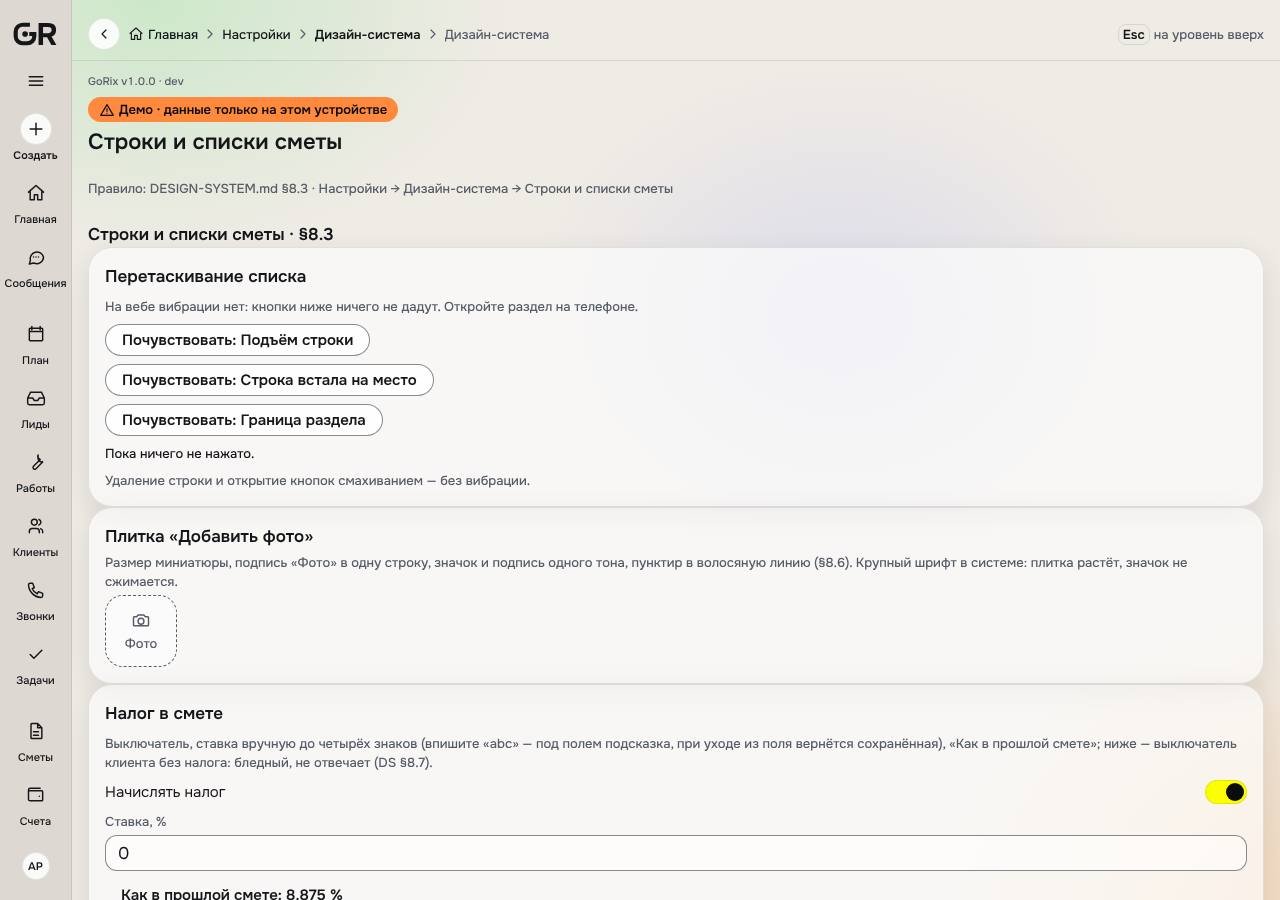 GR
Главная
Настройки
Дизайн-система
Дизайн-система
Esc на уровень вверх
Создать
Главная
Сообщения
План
Лиды
Работы
Клиенты
Звонки
Задачи
Сметы
Счета
AP
GoRix v1.0.0 · dev
Демо · данные только на этом устройстве
Строки и списки сметы
Правило: DESIGN-SYSTEM.md §8.3 · Настройки → Дизайн-система → Строки и списки сметы
Строки и списки сметы · §8.3
Перетаскивание списка
На вебе вибрации нет: кнопки ниже ничего не дадут. Откройте раздел на телефоне.
Почувствовать: Подъём строки
Почувствовать: Строка встала на место
Почувствовать: Граница раздела
Пока ничего не нажато.
Удаление строки и открытие кнопок смахиванием — без вибрации.
Плитка «Добавить фото»
Размер миниатюры, подпись «Фото» в одну строку, значок и подпись одного тона, пунктир в волосяную линию (§8.6). Крупный шрифт в системе: плитка растёт, значок не
сжимается.
Фото
Налог в смете
Выключатель, ставка вручную до четырёх знаков (впишите «abc» — под полем подсказка, при уходе из поля вернётся сохранённая), «Как в прошлой смете»; ниже — выключатель
клиента без налога: бледный, не отвечает (DS §8.7).
Начислять налог
Ставка, %
0
Как в прошлой смете: 8,875 %